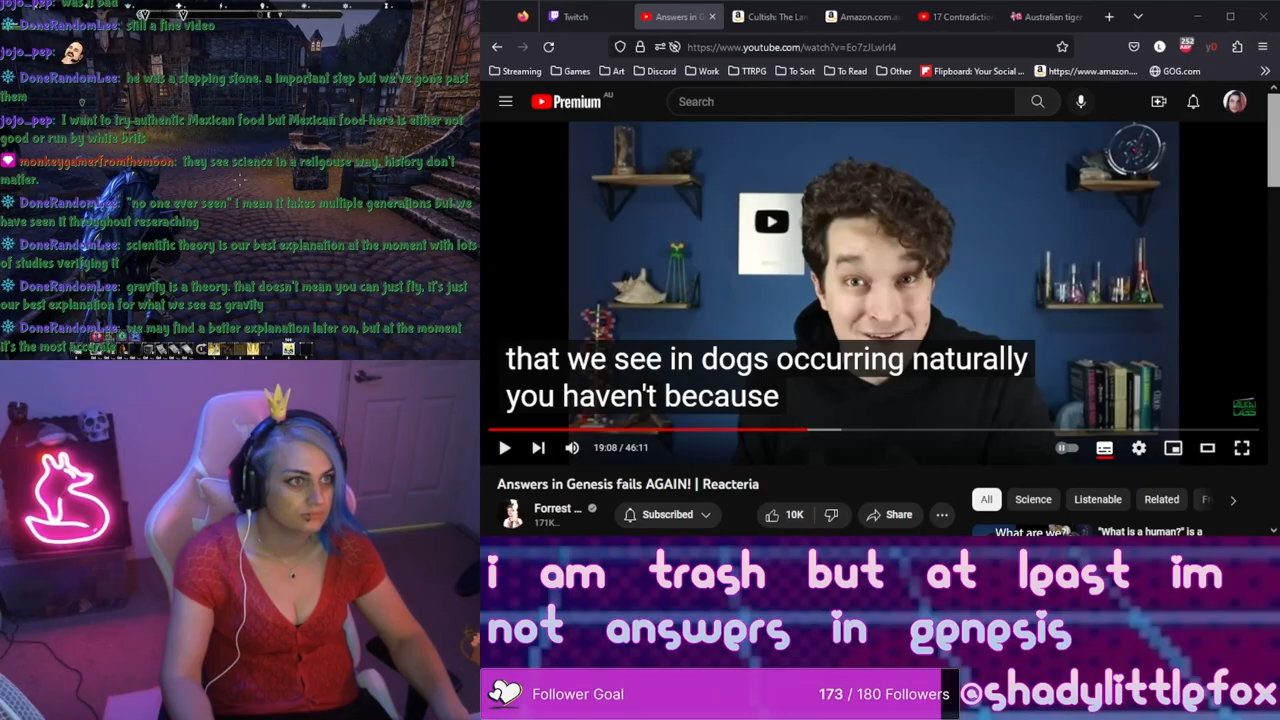 jojo_pep: was it bad
DoneRandomLee: still a fine video
jojo_pep:
DoneRandomLee: he was a stepping stone. a important step but we've gone past
them
jojo_pep: I want to try authentic Mexican food but Mexican food here is either not
good or run by white brits
monkeygamerfromthemoon: they see science in a reilgouse way, history don't
matter.
DoneRandomLee: "no one ever seen" I mean it takes multiple generations but we
have seen it throughout reseraching
DoneRandomLee: scientific theory is our best explanation at the moment with lots
of studies verifying it
DoneRandomLee: gravity is a theory. that doesn't mean you can just fly, it's just
our best explanation for what we see as gravity
DoneRandomLee: we may find a better explanation later on, but at the moment
it's the most accurate
Twitch
Answers in G
Cultish: The Lan
Amazon.com.a
17 Contradiction
Australian tiger
https://www.youtube.com/watch?v=Eo7zJLwIrl4
252
Streaming
Games
Art
Discord
Work
TTRPG
To Sort
To Read
Other
Flipboard: Your Social ...
https://www.amazon....
GOG.com
Premium AU
Search
that we see in dogs occurring naturally
you haven't because
19:08 / 46:11
Answers in Genesis fails AGAIN! | Reacteria
Forrest ...
171K...
Subscribed
10K
Share
All
Science
Listenable
Related
What are we?!
"What is a human?" is a
i am trash but at least im
not answers in genesis
Follower Goal
173 / 180 Followers
@shadylittlefox